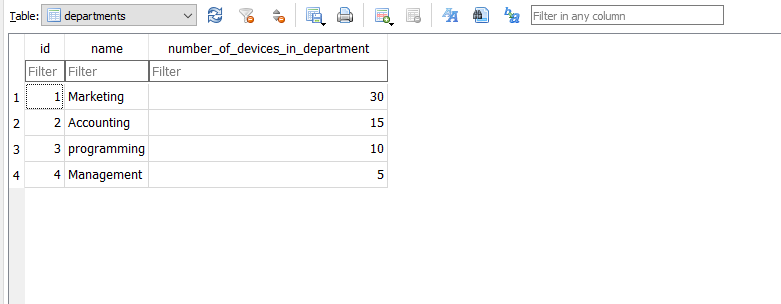 Table: departments Filter in any column
id name number_of_devices_in_department
Filter Filter Filter
1 1 Marketing 30
2 2 Accounting 15
3 3 programming 10
4 4 Management 5